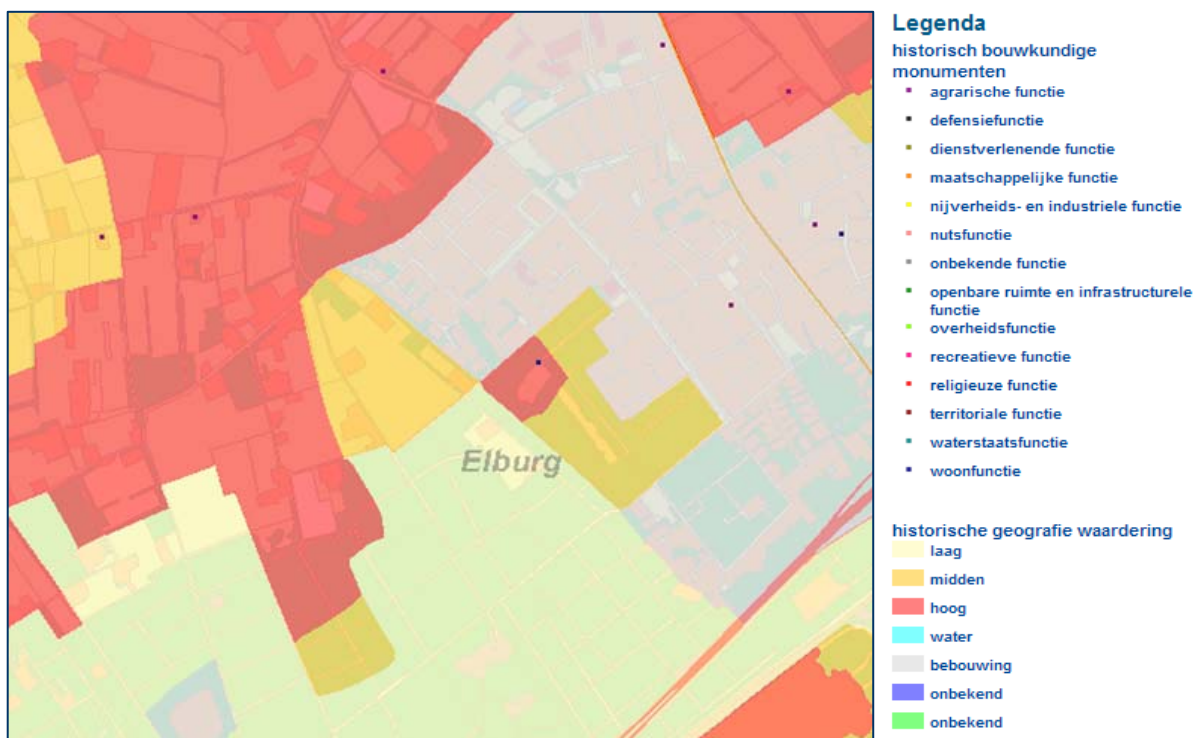 Elburg
Legenda
historisch bouwkundige
monumenten
agrarische functie
defensiefunctie
dienstverlenende functie
maatschappelijke functie
nijverheids- en industriele functie
nutsfunctie
onbekende functie
openbare ruimte en infrastructurele
functie
overheidsfunctie
recreatieve functie
religieuze functie
territoriale functie
waterstaatsfunctie
woonfunctie
historische geografie waardering
laag
midden
hoog
water
bebouwing
onbekend
onbekend